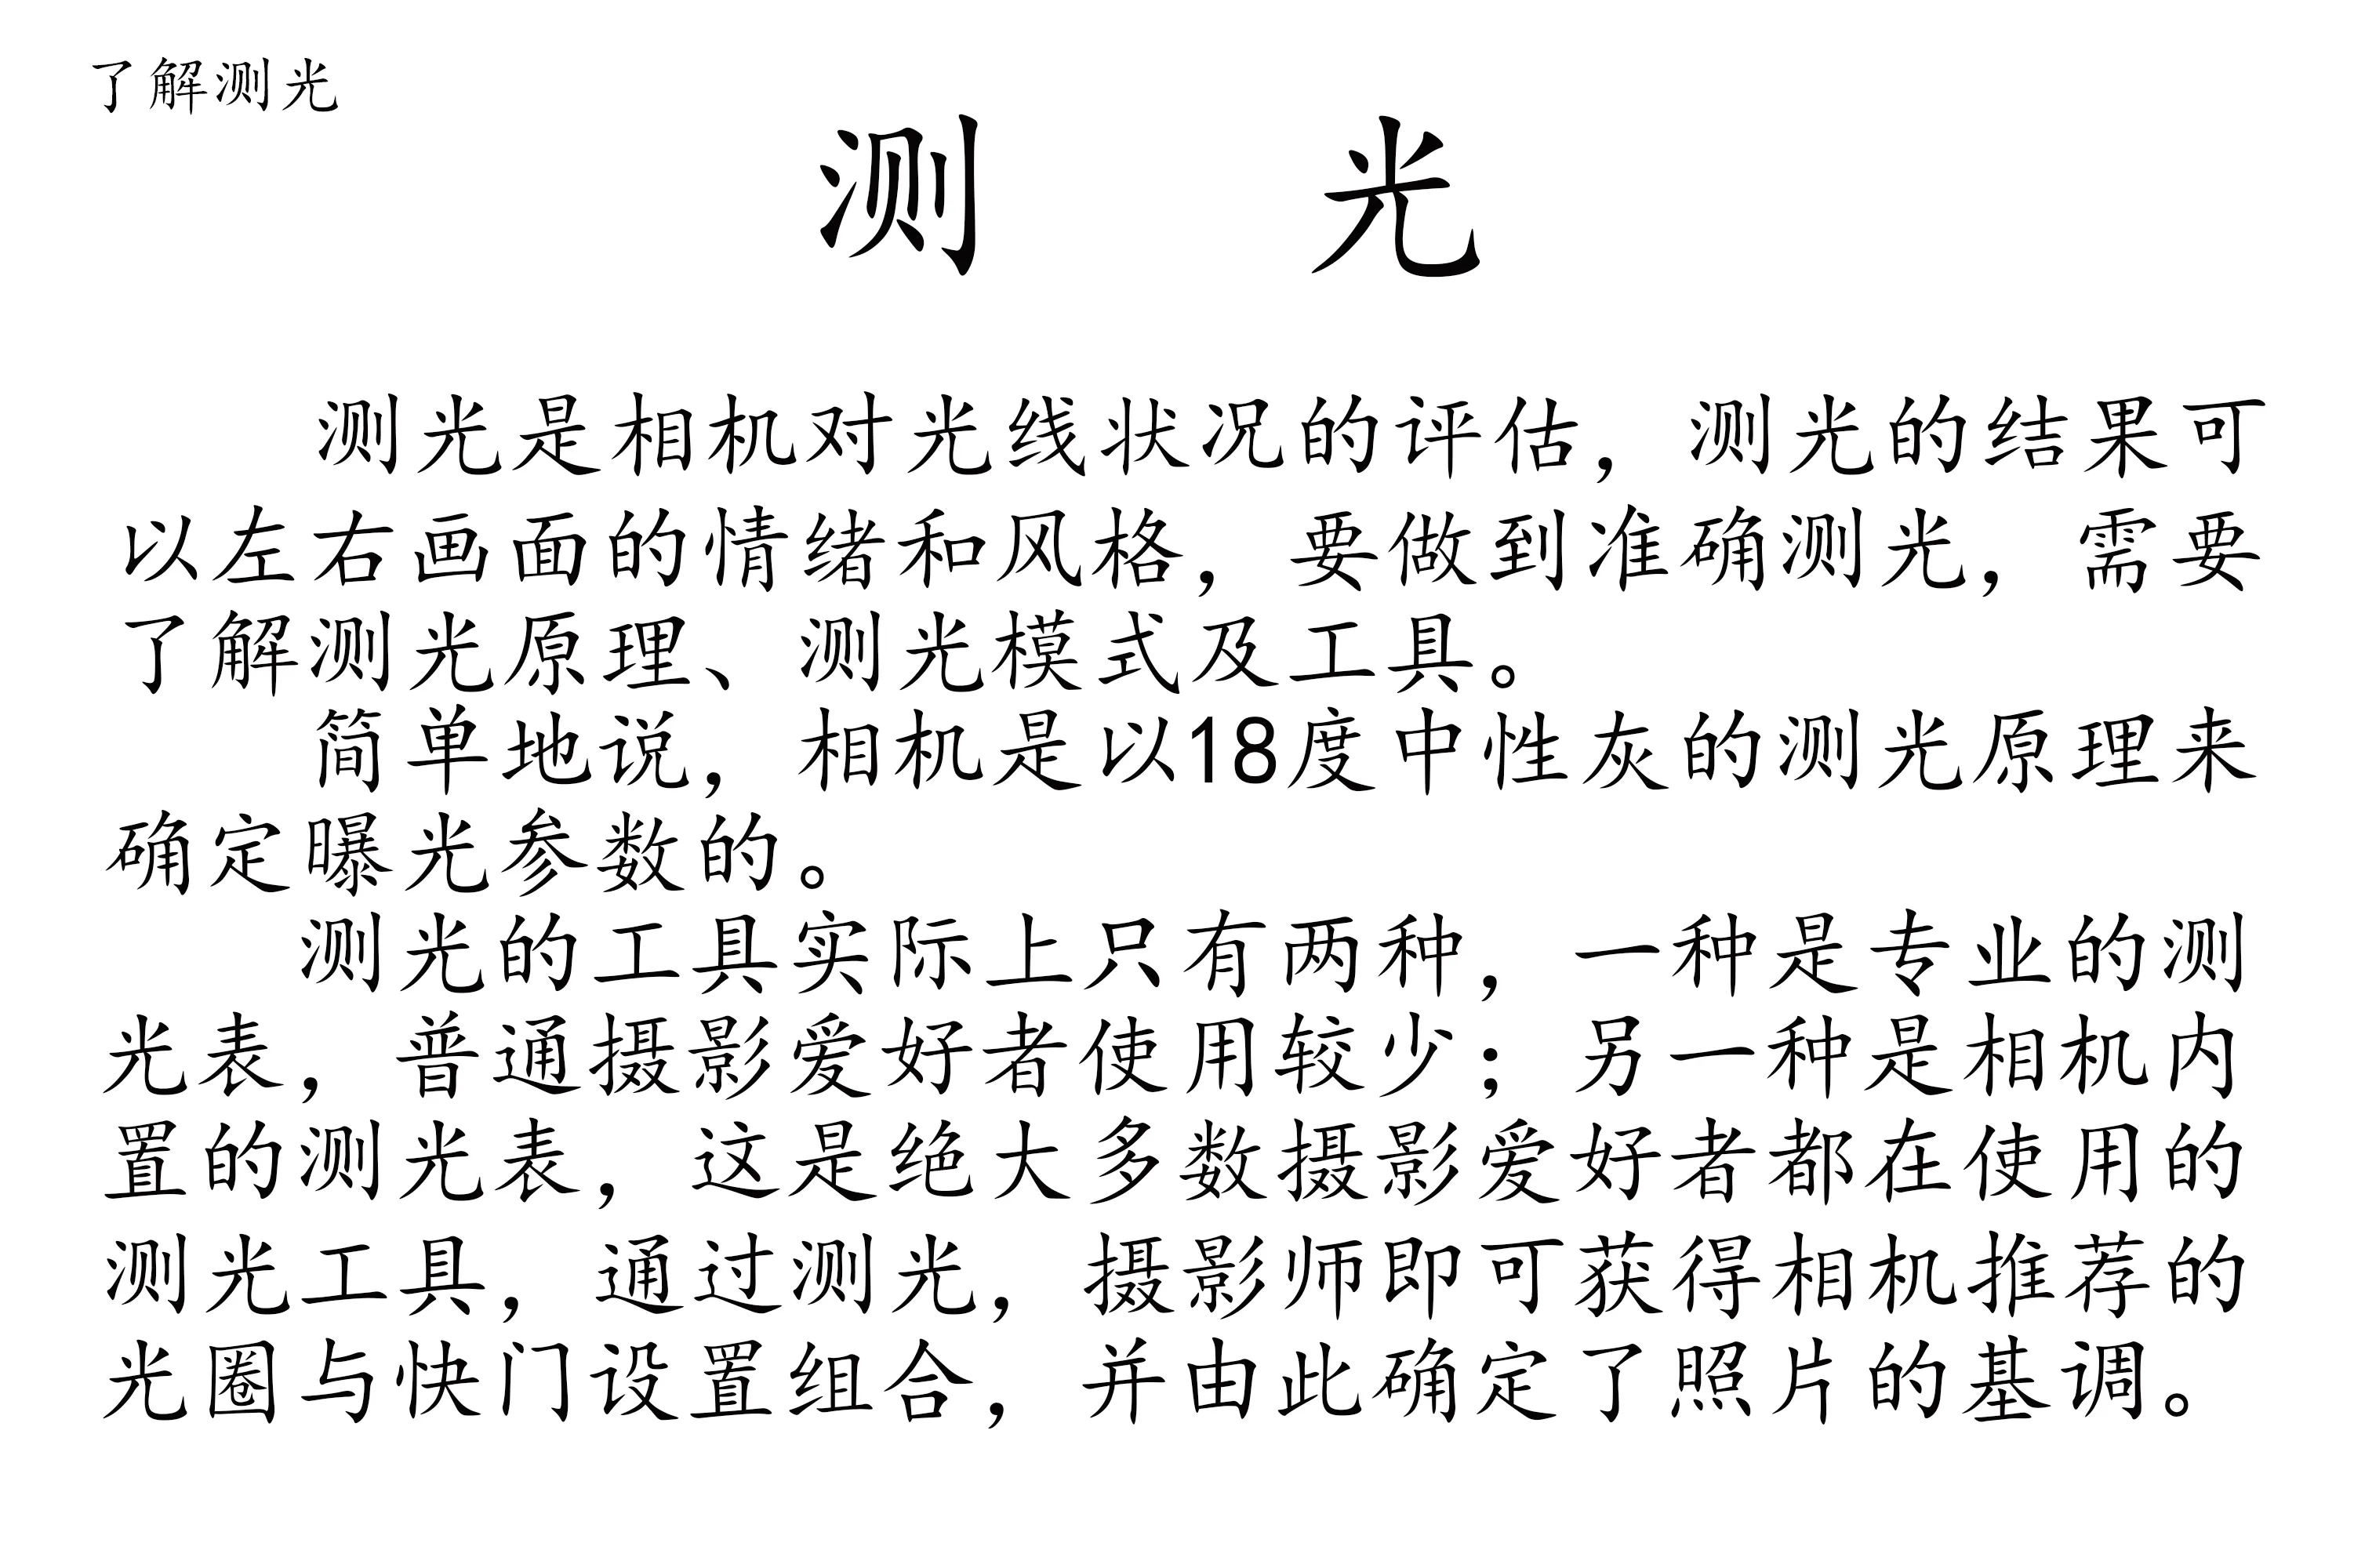 了解测光
测 光
测光是相机对光线状况的评估，测光的结果可
以左右画面的情绪和风格，要做到准确测光，需要
了解测光原理、测光模式及工具。
简单地说，相机是以18度中性灰的测光原理来
确定曝光参数的。
测光的工具实际上只有两种，一种是专业的测
光表，普通摄影爱好者使用较少；另一种是相机内
置的测光表，这是绝大多数摄影爱好者都在使用的
测光工具，通过测光，摄影师即可获得相机推荐的
光圈与快门设置组合，并由此确定了照片的基调。